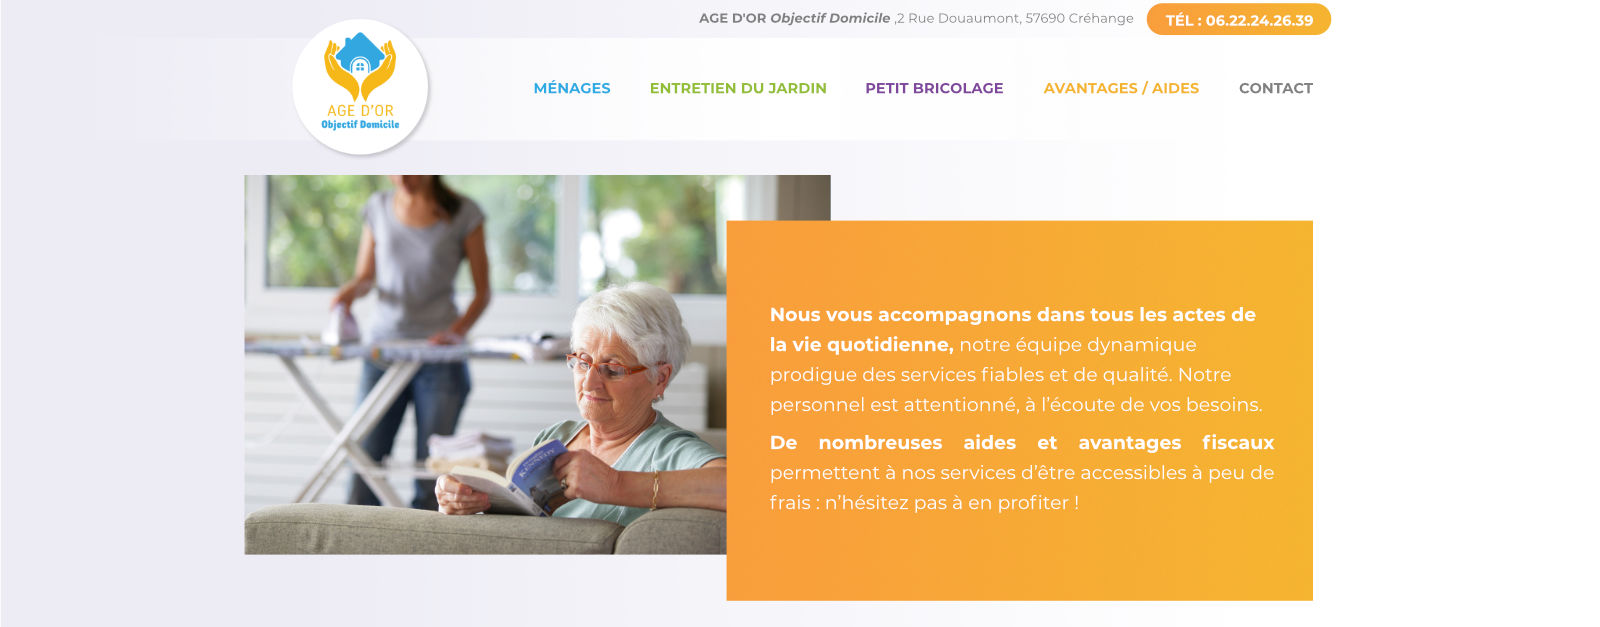 AGE D'OR Objectif Domicile ,2 Rue Douaumont, 57690 Créhange
TÉL : 06.22.24.26.39
AGE D'OR
Objectif Domicile
MÉNAGES
ENTRETIEN DU JARDIN
PETIT BRICOLAGE
AVANTAGES / AIDES
CONTACT
Nous vous accompagnons dans tous les actes de
la vie quotidienne, notre équipe dynamique
prodigue des services fiables et de qualité. Notre
personnel est attentionné, à l’écoute de vos besoins.
De nombreuses aides et avantages fiscaux
permettent à nos services d’être accessibles à peu de
frais : n’hésitez pas à en profiter !
KENNEDY